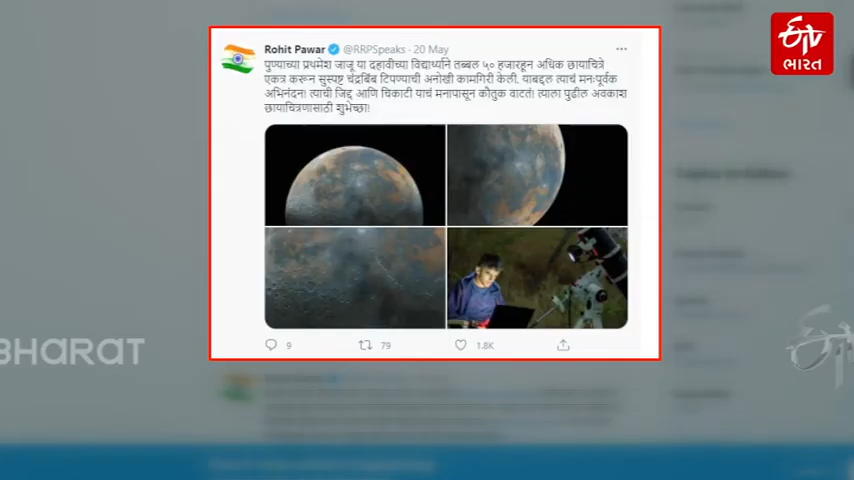 Rohit Pawar @RRPSpeaks · 20 May
पुण्याच्या प्रथमेश जाजू या दहावीच्या विद्यार्थ्याने तब्बल ५० हजारहून अधिक छायाचित्रे
एकत्र करून सुस्पष्ट चंद्रबिंब टिपण्याची अनोखी कामगिरी केली. याबद्दल त्याचं मनःपूर्वक
अभिनंदन! त्याची जिद्द आणि चिकाटी याचं मनापासून कौतुक वाटतं! त्याला पुढील अवकाश
छायाचित्रणासाठी शुभेच्छा!
9 79 1.8K
ETV
ભારત
BHARAT